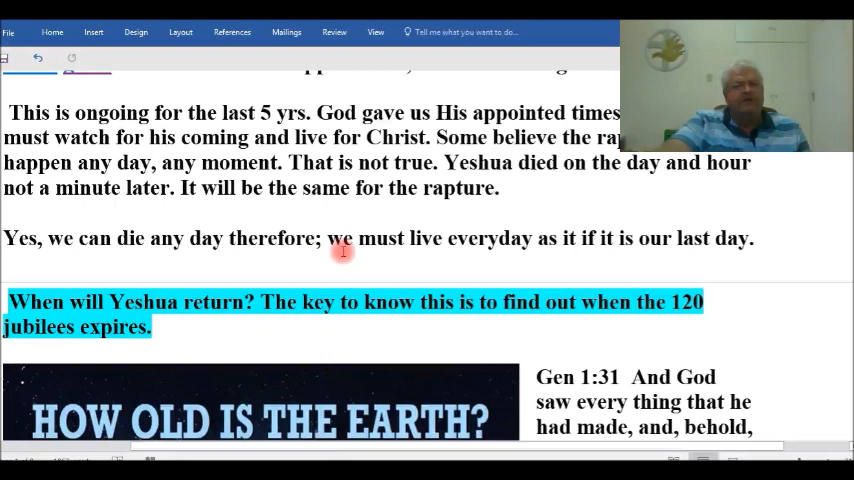 File Home Insert Design Layout References Mailings Review View Tell me what you want to do...
This is ongoing for the last 5 yrs. God gave us His appointed times
must watch for his coming and live for Christ. Some believe the
happen any day, any moment. That is not true. Yeshua died on the day and hour
not a minute later. It will be the same for the rapture.
Yes, we can die any day therefore; we must live everyday as it if it is our last day.
When will Yeshua return? The key to know this is to find out when the 120
jubilees expires.
HOW OLD IS THE EARTH?
Gen 1:31 And God
saw every thing that he
had made, and, behold,